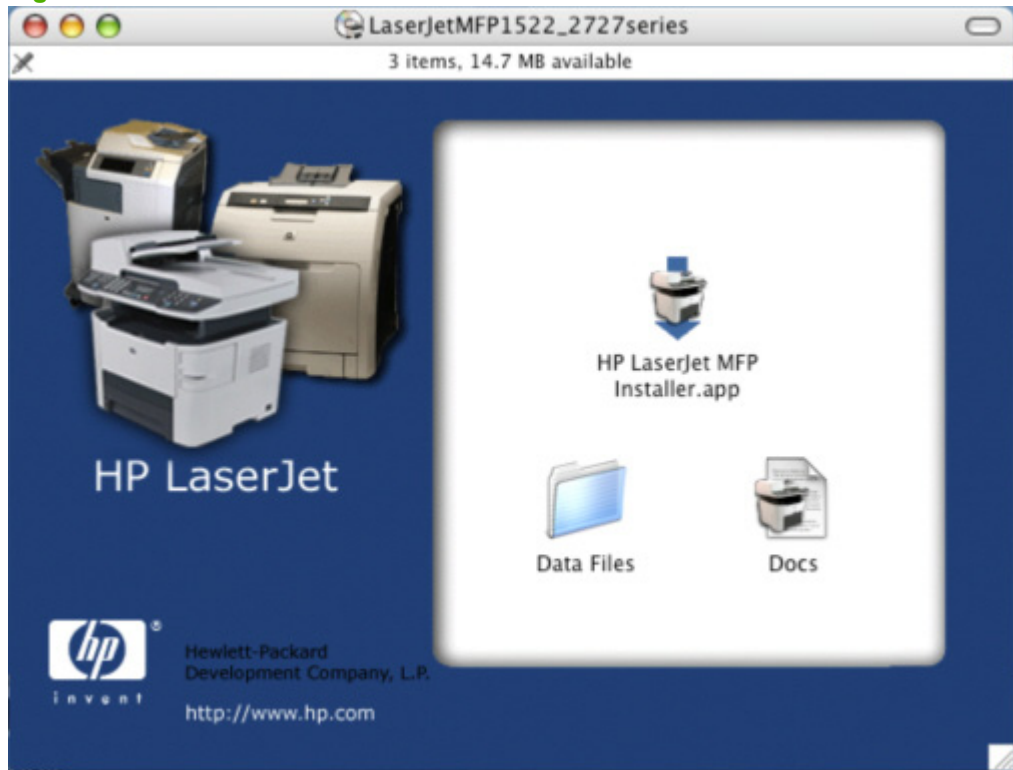 LaserJetMFP1522_2727series
3 items, 14.7 MB available
HP LaserJet MFP
Installer.app
Data Files
Docs
HP LaserJet
hp
®
invent
Hewlett-Packard
Development Company, L.P.
http://www.hp.com